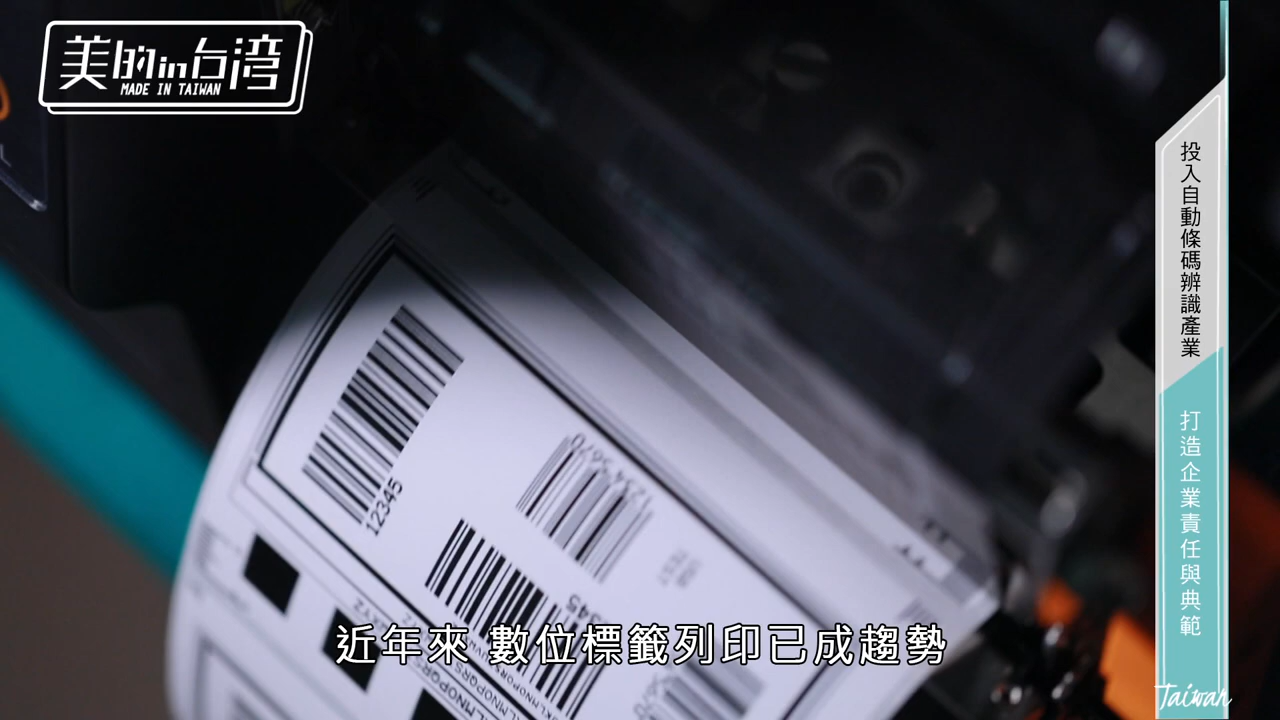 美的in台湾
MADE IN TAIWAN
投入自動條碼辨識產業
打造企業責任與典範
12345
近年來 數位標籤列印已成趨勢
Taiwan